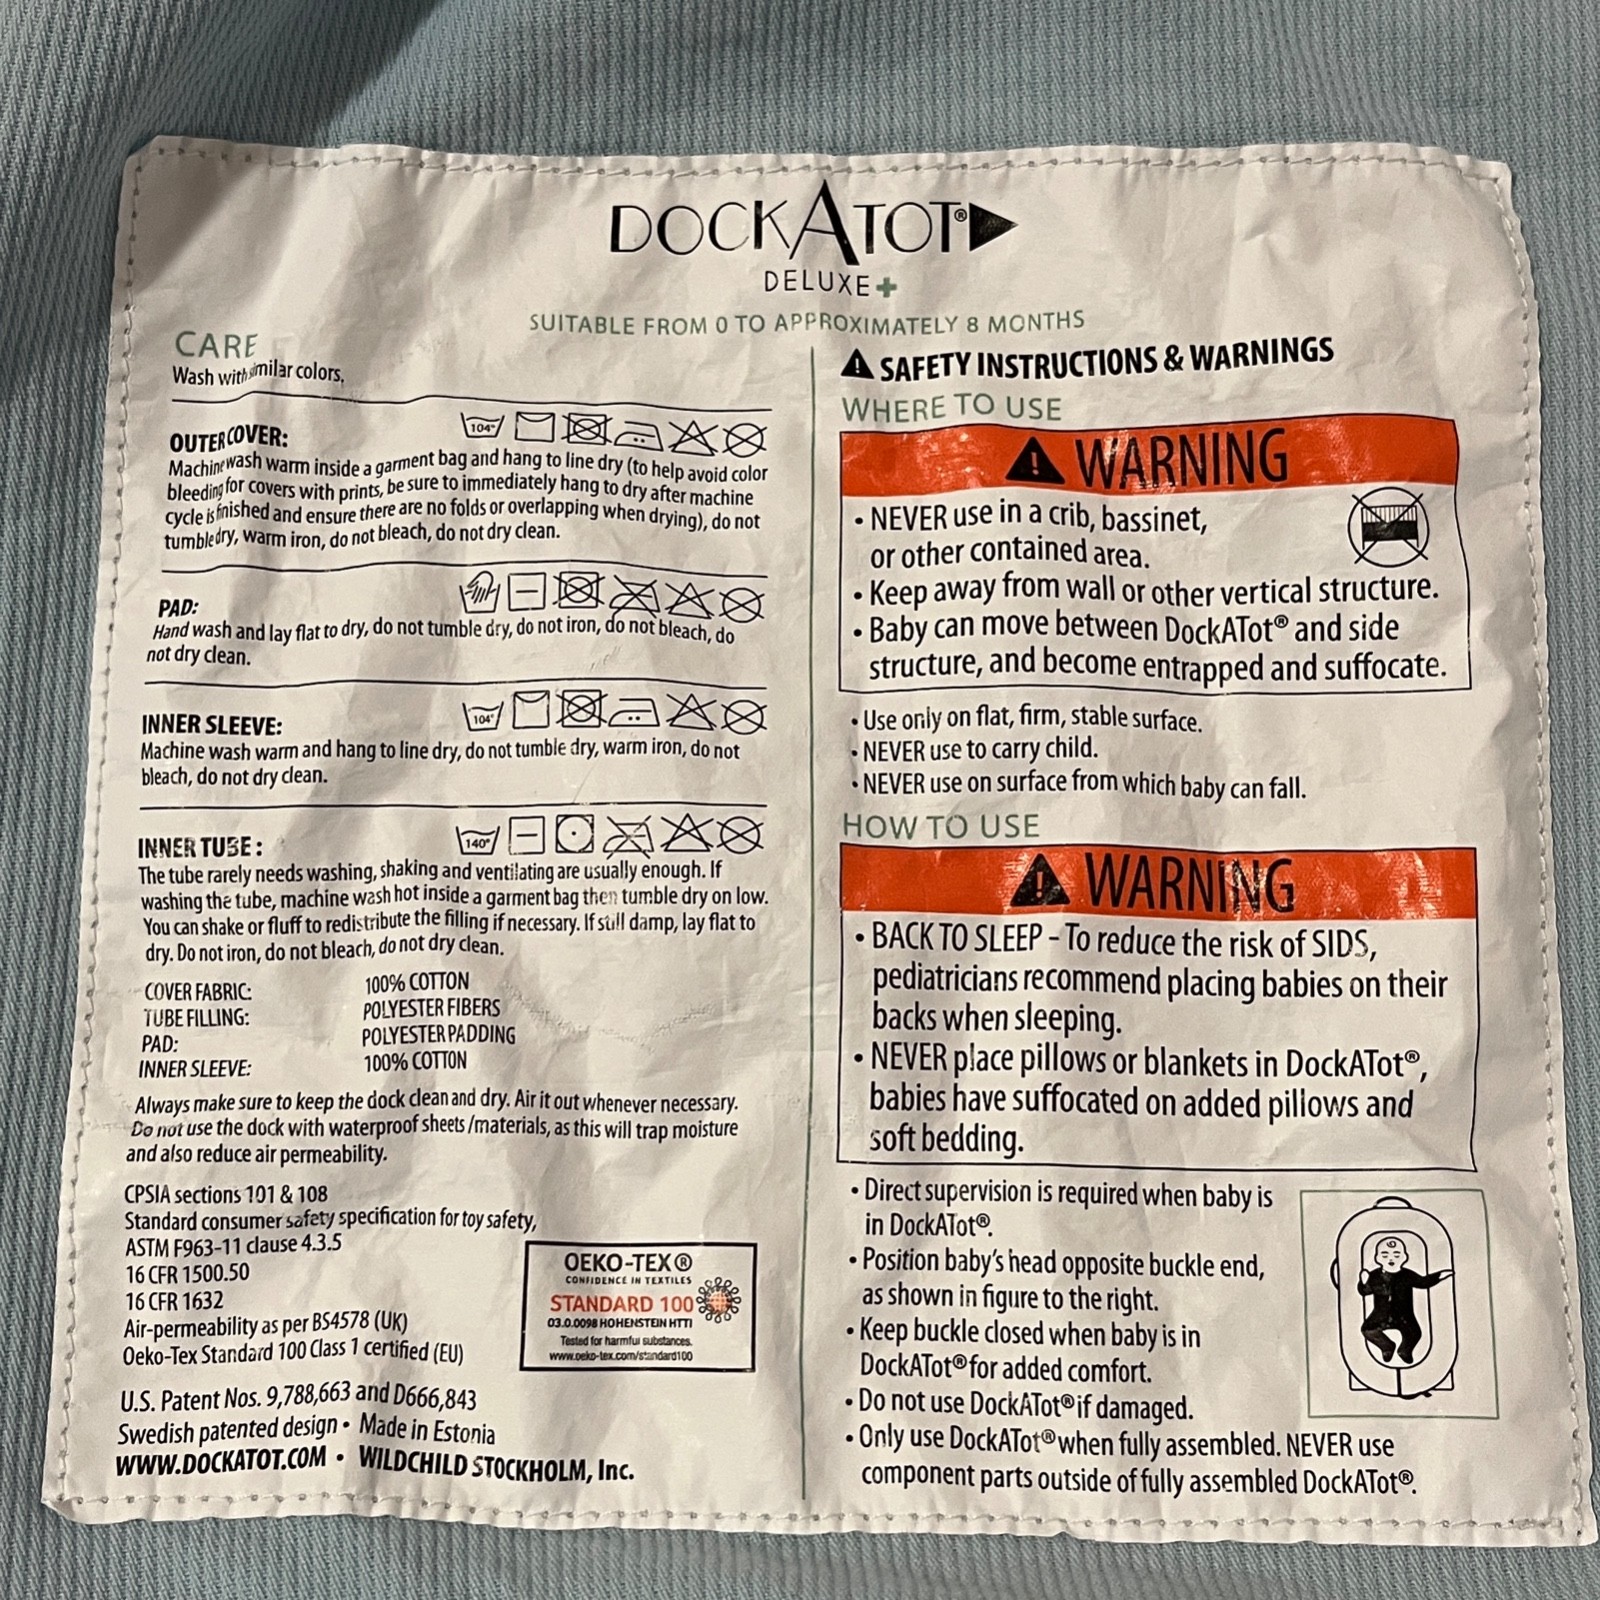 DOCKATOT®
DELUXE+
SUITABLE FROM 0 TO APPROXIMATELY 8 MONTHS
CARE
Wash with similar colors.
OUTER COVER:
104°
Machine wash warm inside a garment bag and hang to line dry (to help avoid color
bleeding for covers with prints, be sure to immediately hang to dry after machine
cycle is finished and ensure there are no folds or overlapping when drying), do not
tumble dry, warm iron, do not bleach, do not dry clean.
PAD:
Hand wash and lay flat to dry, do not tumble dry, do not iron, do not bleach, do
not dry clean.
INNER SLEEVE:
104°
Machine wash warm and hang to line dry, do not tumble dry, warm iron, do not
bleach, do not dry clean.
INNER TUBE:
140°
The tube rarely needs washing, shaking and ventilating are usually enough. If
washing the tube, machine wash hot inside a garment bag then tumble dry on low.
You can shake or fluff to redistribute the filling if necessary. If still damp, lay flat to
dry. Do not iron, do not bleach, do not dry clean.
COVER FABRIC: 100% COTTON
TUBE FILLING: POLYESTER FIBERS
PAD: POLYESTER PADDING
INNER SLEEVE: 100% COTTON
Always make sure to keep the dock clean and dry. Air it out whenever necessary.
Do not use the dock with waterproof sheets/materials, as this will trap moisture
and also reduce air permeability.
CPSIA sections 101 & 108
Standard consumer safety specification for toy safety,
ASTM F963-11 clause 4.3.5
16 CFR 1500.50
16 CFR 1632
Air-permeability as per BS4578 (UK)
Oeko-Tex Standard 100 Class 1 certified (EU)
OEKO-TEX®
CONFIDENCE IN TEXTILES
STANDARD 100
03.0.0098 HOHENSTEIN HTTI
Tested for harmful substances.
www.oeko-tex.com/standard100
U.S. Patent Nos. 9,788,663 and D666,843
Swedish patented design • Made in Estonia
WWW.DOCKATOT.COM • WILDCHILD STOCKHOLM, Inc.
SAFETY INSTRUCTIONS & WARNINGS
WHERE TO USE
WARNING
• NEVER use in a crib, bassinet,
or other contained area.
• Keep away from wall or other vertical structure.
• Baby can move between DockATot® and side
structure, and become entrapped and suffocate.
• Use only on flat, firm, stable surface.
• NEVER use to carry child.
• NEVER use on surface from which baby can fall.
HOW TO USE
WARNING
• BACK TO SLEEP - To reduce the risk of SIDS,
pediatricians recommend placing babies on their
backs when sleeping.
• NEVER place pillows or blankets in DockATot®,
babies have suffocated on added pillows and
soft bedding.
• Direct supervision is required when baby is
in DockATot®.
• Position baby's head opposite buckle end,
as shown in figure to the right.
• Keep buckle closed when baby is in
DockATot® for added comfort.
• Do not use DockATot® if damaged.
• Only use DockATot® when fully assembled. NEVER use
component parts outside of fully assembled DockATot®.